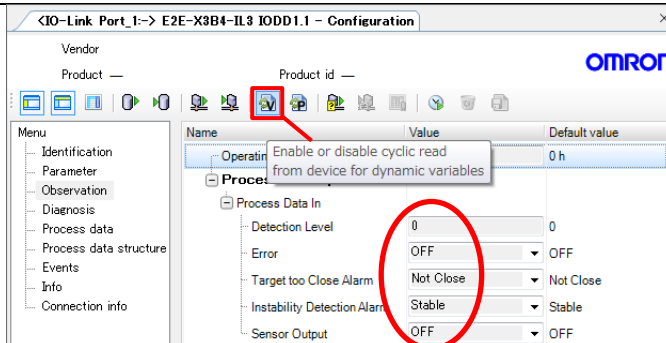 <IO-Link Port_1:-> E2E-X3B4-IL3 IODD1.1 - Configuration
Vendor
Product —
Product id —
OMRON
V
P
Menu
Identification
Parameter
Observation
Diagnosis
Process data
Process data structure
Events
Info
Connection info
Name
Value
Default value
0 h
Enable or disable cyclic read
from device for dynamic variables
Process Data In
Detection Level
0
0
Error
OFF
OFF
Target too Close Alarm
Not Close
Not Close
Instability Detection Alarm
Stable
Stable
Sensor Output
OFF
OFF